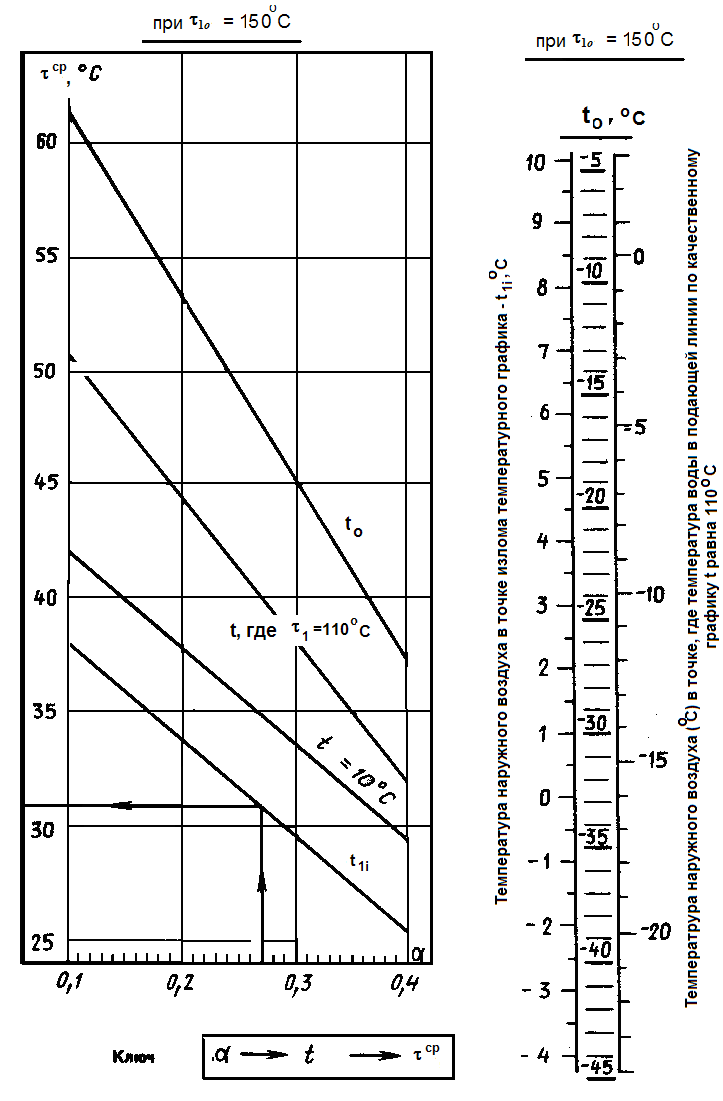 при τ1о = 150°С
τ ср, °С
60
55
50
45
40
35
30
25
to
t, где τ1 =110°С
t = 10°С
t1i
α
0,1 0,2 0,3 0,4
Ключ
.α t τ ср
при τ1о = 150°С
to, °С
Температура наружного воздуха в точке излома температурного графика - t1i,°С
10
9
8
7
6
5
4
3
2
1
0
-1
-2
-3
-4
-5
-10
-15
-20
-25
-30
-35
-40
-45
0
-5
-10
-15
-20
Температрура наружного воздуха (°С) в точке, где температура воды в подающей линии по качественному
графику t равна 110°С